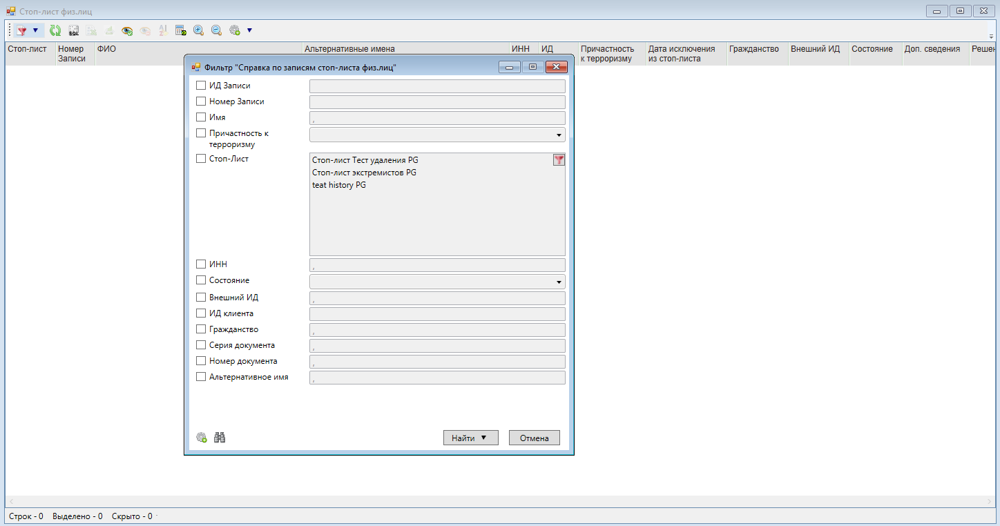 Стоп-лист физ.лиц
SQL
Стоп-лист
Номер Записи
ФИО
Альтернативные имена
ИНН
ИД
Причастность к терроризму
Дата исключения из стоп-листа
Гражданство
Внешний ИД
Состояние
Доп. сведения
Решен
Фильтр "Справка по записям стоп-листа физ.лиц"
ИД Записи
Номер Записи
Имя ,
Причастность к
терроризму
Стоп-Лист
Стоп-лист Тест удаления PG
Стоп-лист экстремистов PG
teat history PG
ИНН ,
Состояние
Внешний ИД ,
ИД клиента
Гражданство ,
Серия документа ,
Номер документа ,
Альтернативное имя ,
Найти
Отмена
Строк - 0 Выделено - 0 Скрыто - 0